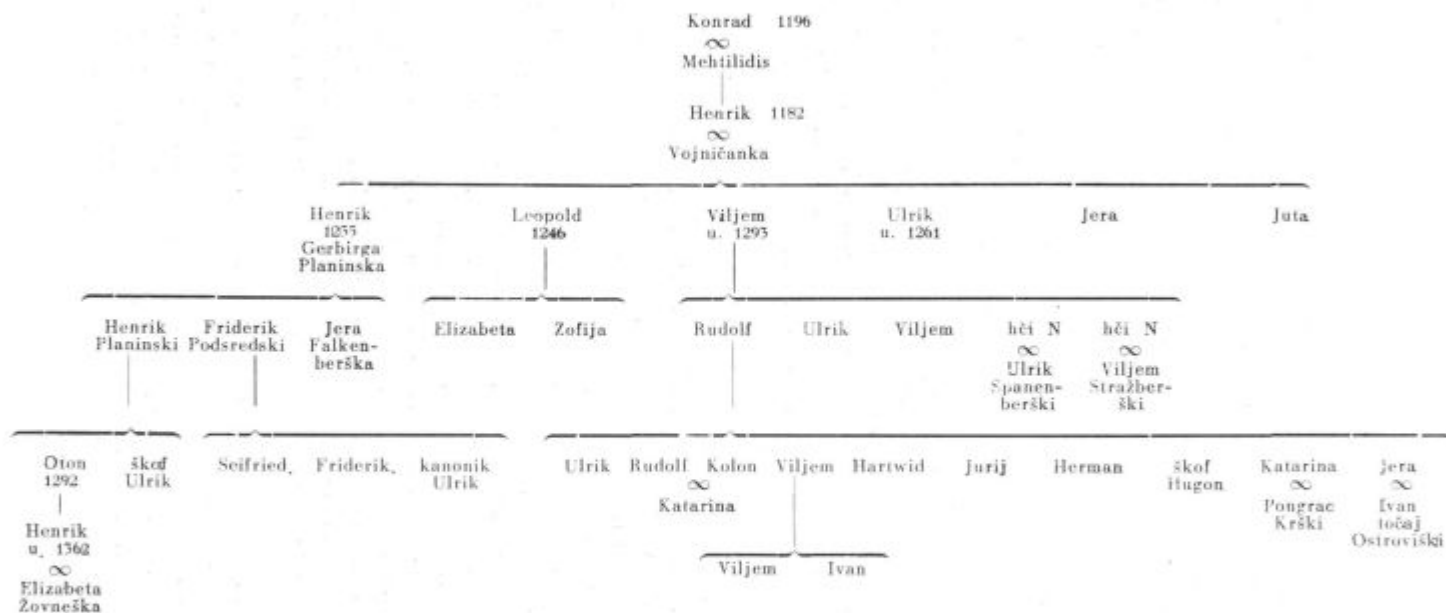 Konrad 1196
∞
Mehtilidis
Henrik 1182
∞
Vojničanka
Henrik
1255
Gerbirga
Planinska
Leopold
1246
Viljem
u. 1293
Ulrik
u. 1261
Jera
Juta
Henrik
Planinski
Friderik
Podsredski
Jera
Falken-
berška
Elizabeta
Zofija
Rudolf
Ulrik
Viljem
hči N
∞
Ulrik
Spanen-
berški
hči N
∞
Viljem
Stražber-
ški
Oton
1292
Henrik
u. 1362
∞
Elizabeta
Žovneška
škof
Ulrik
Seifried,
Friderik,
kanonik
Ulrik
Ulrik
Rudolf Kolon
∞
Katarina
Viljem
Hartwid
Jurij
Herman
škof
Hugon
Katarina
∞
Pongrac
Krški
Jera
∞
Ivan
točaj
Ostroviški
Viljem
Ivan